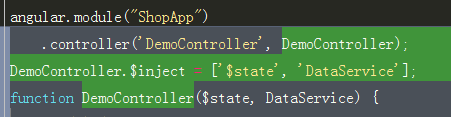 angular.module("ShopApp")
.controller('DemoController', DemoController);
DemoController.$inject = ['$state', 'DataService'];
function DemoController($state, DataService) {